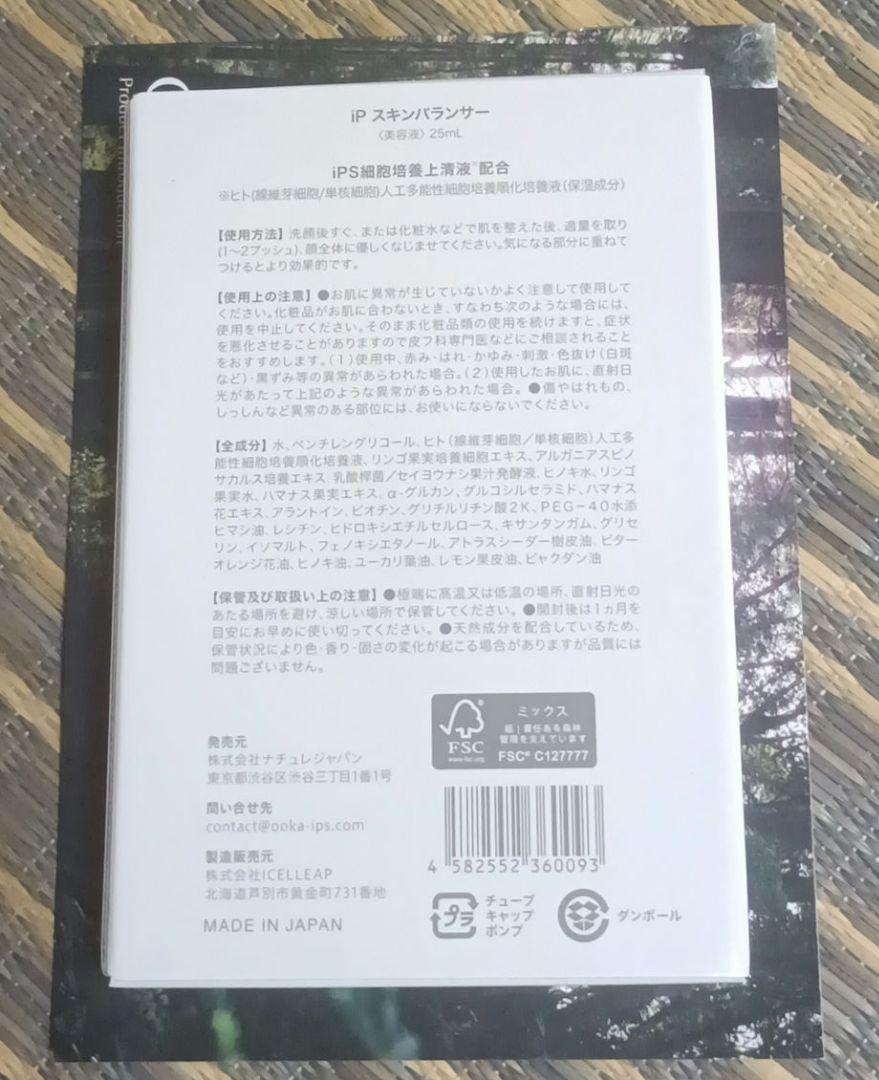 Product Introduction
iP スキンバランサー
〈美容液〉 25mL
iPS細胞培養上清液※配合
※ヒト(線維芽細胞/単核細胞)人工多能性細胞培養順化培養液(保湿成分)
【使用方法】洗顔後すぐ、または化粧水などで肌を整えた後、適量を取り
(1〜2プッシュ)、顔全体に優しくなじませてください。気になる部分に重ねて
つけるとより効果的です。
【使用上の注意】●お肌に異常が生じていないかよく注意して使用して
ください。化粧品がお肌に合わないとき、すなわち次のような場合には、
使用を中止してください。そのまま化粧品類の使用を続けますと、症状
を悪化させることがありますので皮フ科専門医などにご相談されること
をおすすめします。(1)使用中、赤み・はれ・かゆみ・刺激・色抜け(白斑
など)・黒ずみ等の異常があらわれた場合。(2)使用したお肌に、直射日
光があたって上記のような異常があらわれた場合。●傷やはれもの、
しっしんなど異常のある部位には、お使いにならないでください。
【全成分】水、ペンチレングリコール、ヒト(線維芽細胞/単核細胞)人工多
能性細胞培養順化培養液、リンゴ果実培養細胞エキス、アルガニアスピノ
サカルス培養エキス、乳酸桿菌/セイヨウナシ果汁発酵液、ヒノキ水、リンゴ
果実水、ハマナス果実エキス、α-グルカン、グルコシルセラミド、ハマナス
花エキス、アラントイン、ビオチン、グリチルリチン酸2K、PEG-40水添
ヒマシ油、レシチン、ヒドロキシエチルセルロース、キサンタンガム、グリセ
リン、イソマルト、フェノキシエタノール、アトラスシーダー樹皮油、ビター
オレンジ花油、ヒノキ油、ユーカリ葉油、レモン果皮油、ビャクダン油
【保管及び取扱い上の注意】●極端に高温又は低温の場所、直射日光の
あたる場所を避け、涼しい場所で保管してください。●開封後は1ヵ月を
目安にお早めに使い切ってください。●天然成分を配合しているため、
保管状況により色・香り・固さの変化が起こる場合がありますが品質には
問題ございません。
発売元
株式会社ナチュレジャパン
東京都渋谷区渋谷三丁目1番1号
問い合せ先
contact@ooka-ips.com
製造販売元
株式会社ICELLEAP
北海道芦別市黄金町731番地
MADE IN JAPAN
FSC
www.fsc.org
ミックス
紙|責任ある森林
管理を支えています
FSC® C127777
4 582552 360093
プラ
チューブ
キャップ
ポンプ
ダンボール